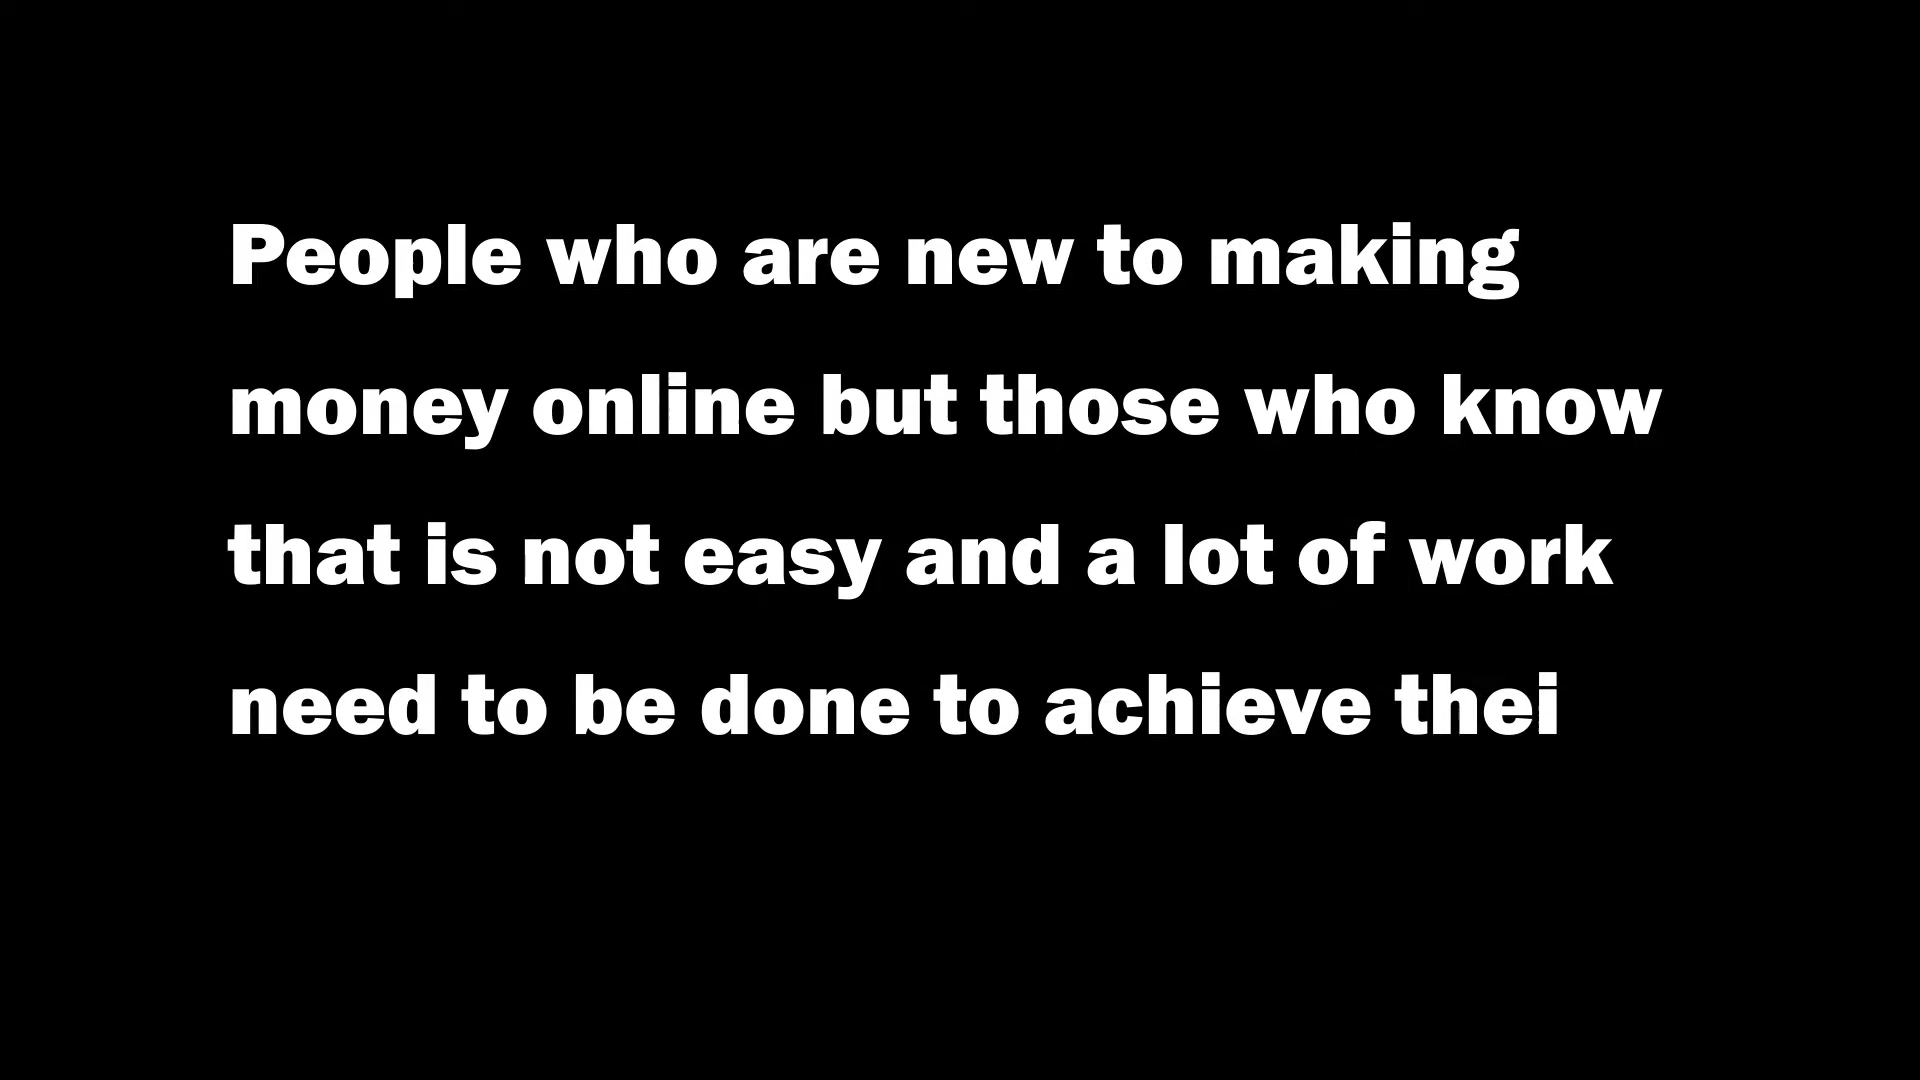 People who are new to making
money online but those who know
that is not easy and a lot of work
need to be done to achieve thei